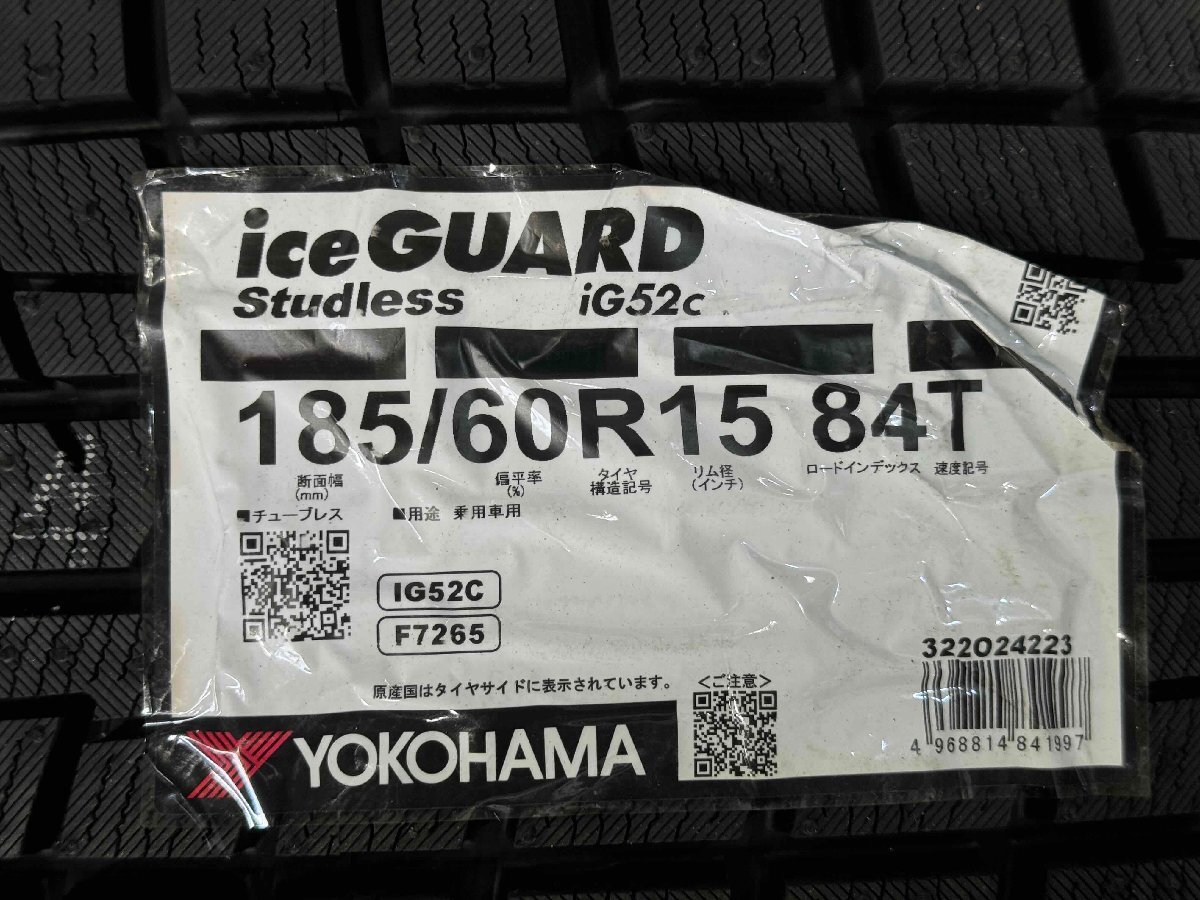 iceGUARD
Studless iG52c
185/60R15 84T
断面幅 偏平率 タイヤ リム径 ロードインデックス 速度記号
(mm) (%) 構造記号 (インチ)
■チューブレス ■用途 乗用車用
IG52C
F7265
322024223
原産国はタイヤサイドに表示されています。
<ご注意>
YOKOHAMA
4 968814 841997